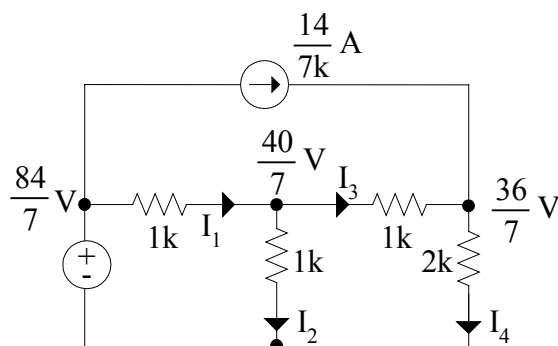 14/7k A
40/7 V
84/7 V
I₃
36/7 V
1k
I₁
1k
1k
2k
+
-
I₂
I₄